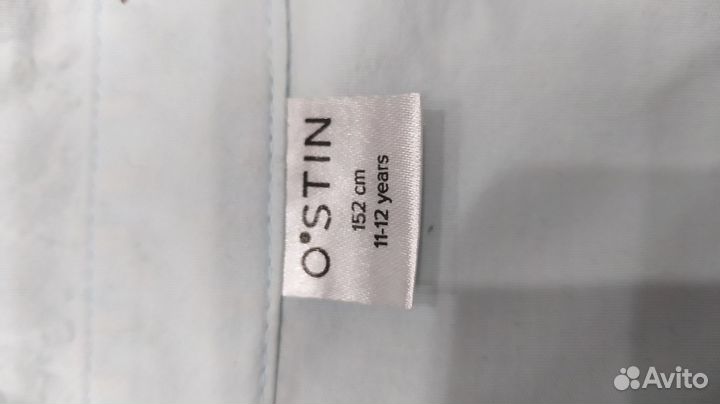 O'STIN
152 cm
11-12 years
Avito